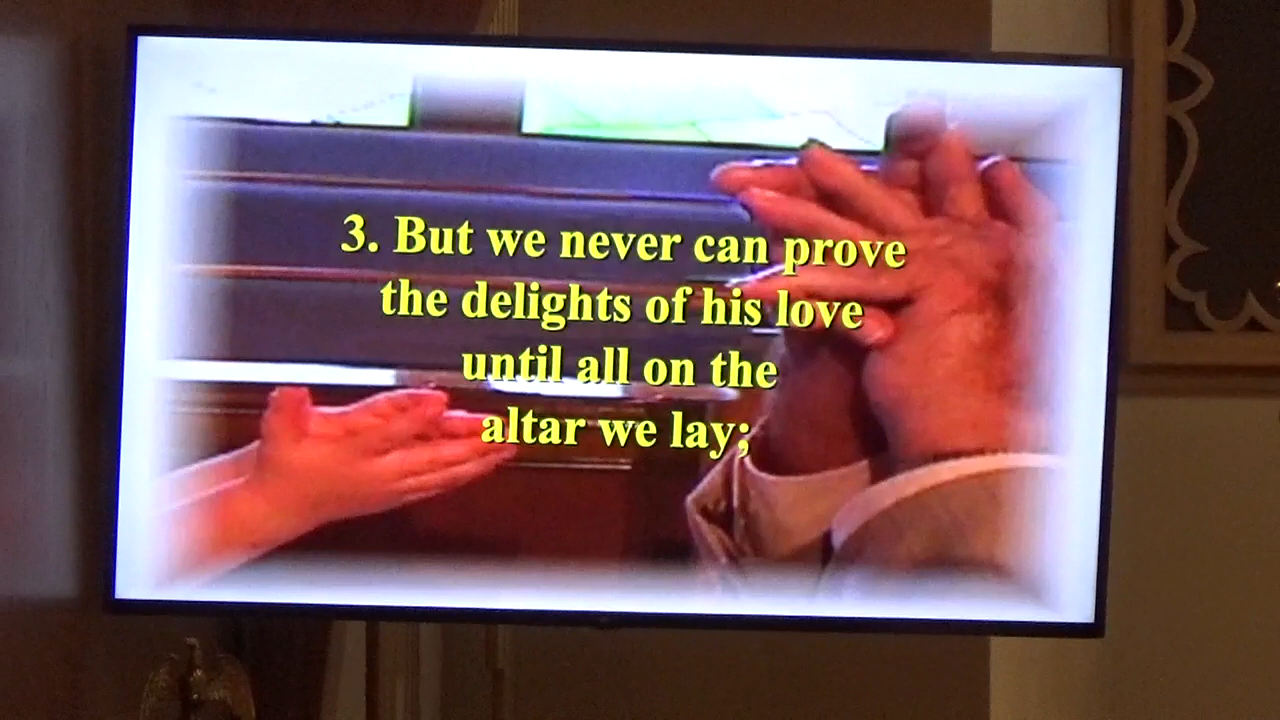 3. But we never can prove
the delights of his love
until all on the
altar we lay;